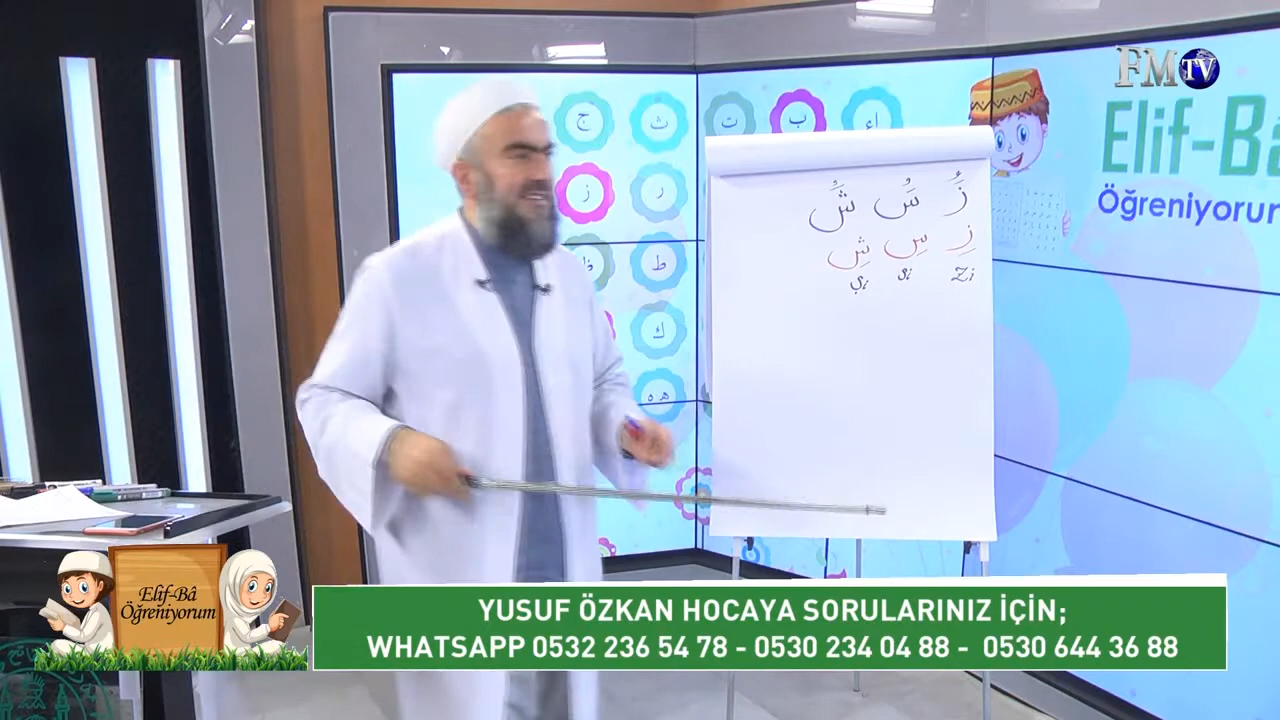 FM TV
Elif-Ba
Öğreniyorum
ج ث ت ب
ز ر
ظ ط
ك
زَُ سَُ شَُ
زِ سِ شِ
Zi si şi
Elif-Bâ
Öğreniyorum
YUSUF ÖZKAN HOCAYA SORULARINIZ İÇİN;
WHATSAPP 0532 236 54 78 - 0530 234 04 88 - 0530 644 36 88